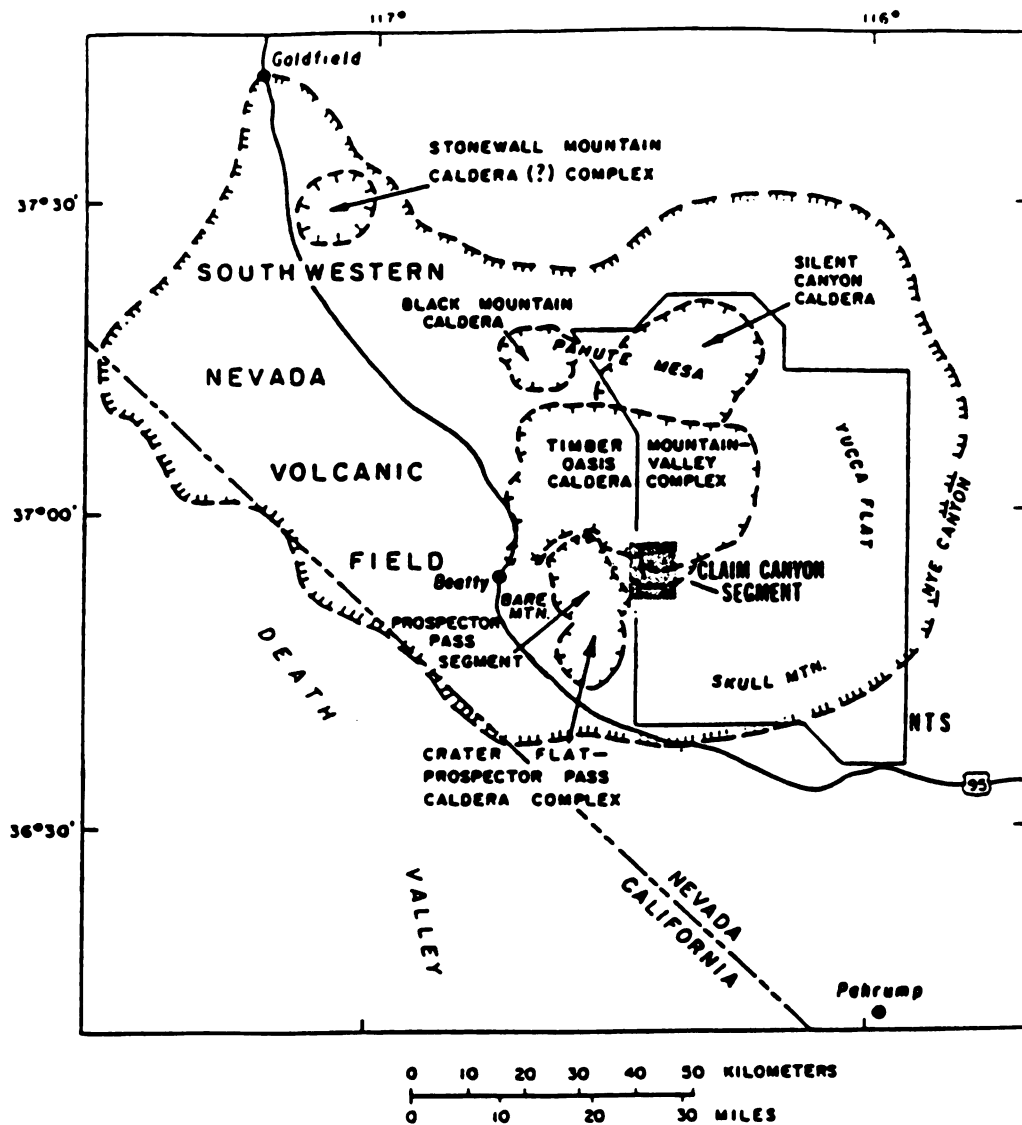 117°
116°
Goldfield
STONEWALL MOUNTAIN
CALDERA (?) COMPLEX
37°30'
SOUTHWESTERN
SILENT
CANYON
CALDERA
BLACK MOUNTAIN
CALDERA
PAHUTE MESA
NEVADA
TIMBER MOUNTAIN—
OASIS VALLEY
CALDERA COMPLEX
YUCCA FLAT
VOLCANIC
37°00'
NYE CANYON
FIELD
Beatty
CLAIM CANYON
SEGMENT
BARE
MTN.
PROSPECTOR
PASS
SEGMENT
DEATH
SKULL MTN.
NTS
CRATER FLAT—
PROSPECTOR PASS
CALDERA COMPLEX
95
36°30'
VALLEY
NEVADA
CALIFORNIA
Pahrump
0 10 20 30 40 50 KILOMETERS
0 10 20 30 MILES